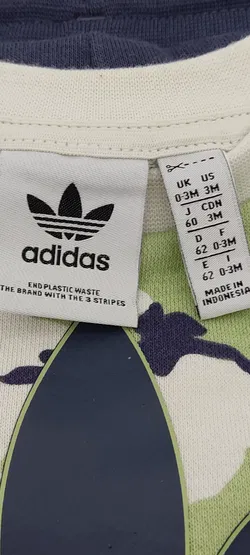 adidas
END PLASTIC WASTE
THE BRAND WITH THE 3 STRIPES
UK US
0-3M 3M
J CDN
60 3M
D F
62 0-3M
E I
62 0-3M
MADE IN
INDONESIA